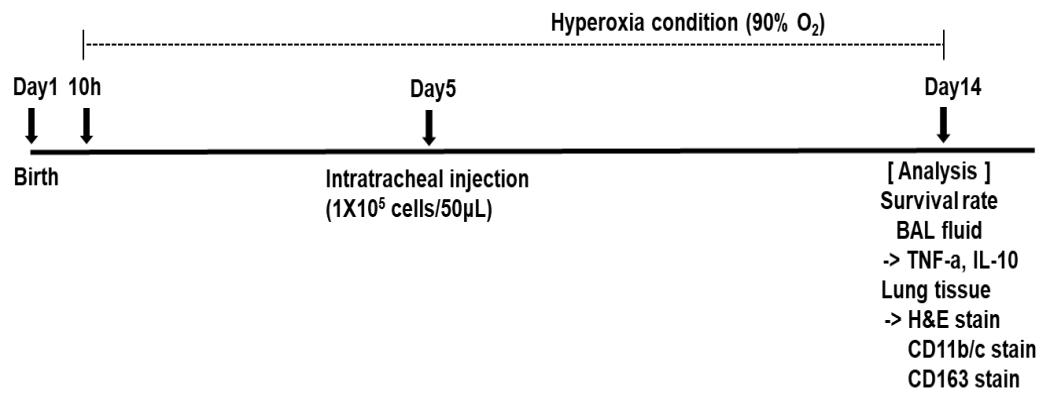 Hyperoxia condition (90% O₂)
Day1 10h Day5 Day14
Birth
Intratracheal injection
(1X10⁵ cells/50µL)
[ Analysis ]
Survival rate
BAL fluid
-> TNF-a, IL-10
Lung tissue
-> H&E stain
CD11b/c stain
CD163 stain